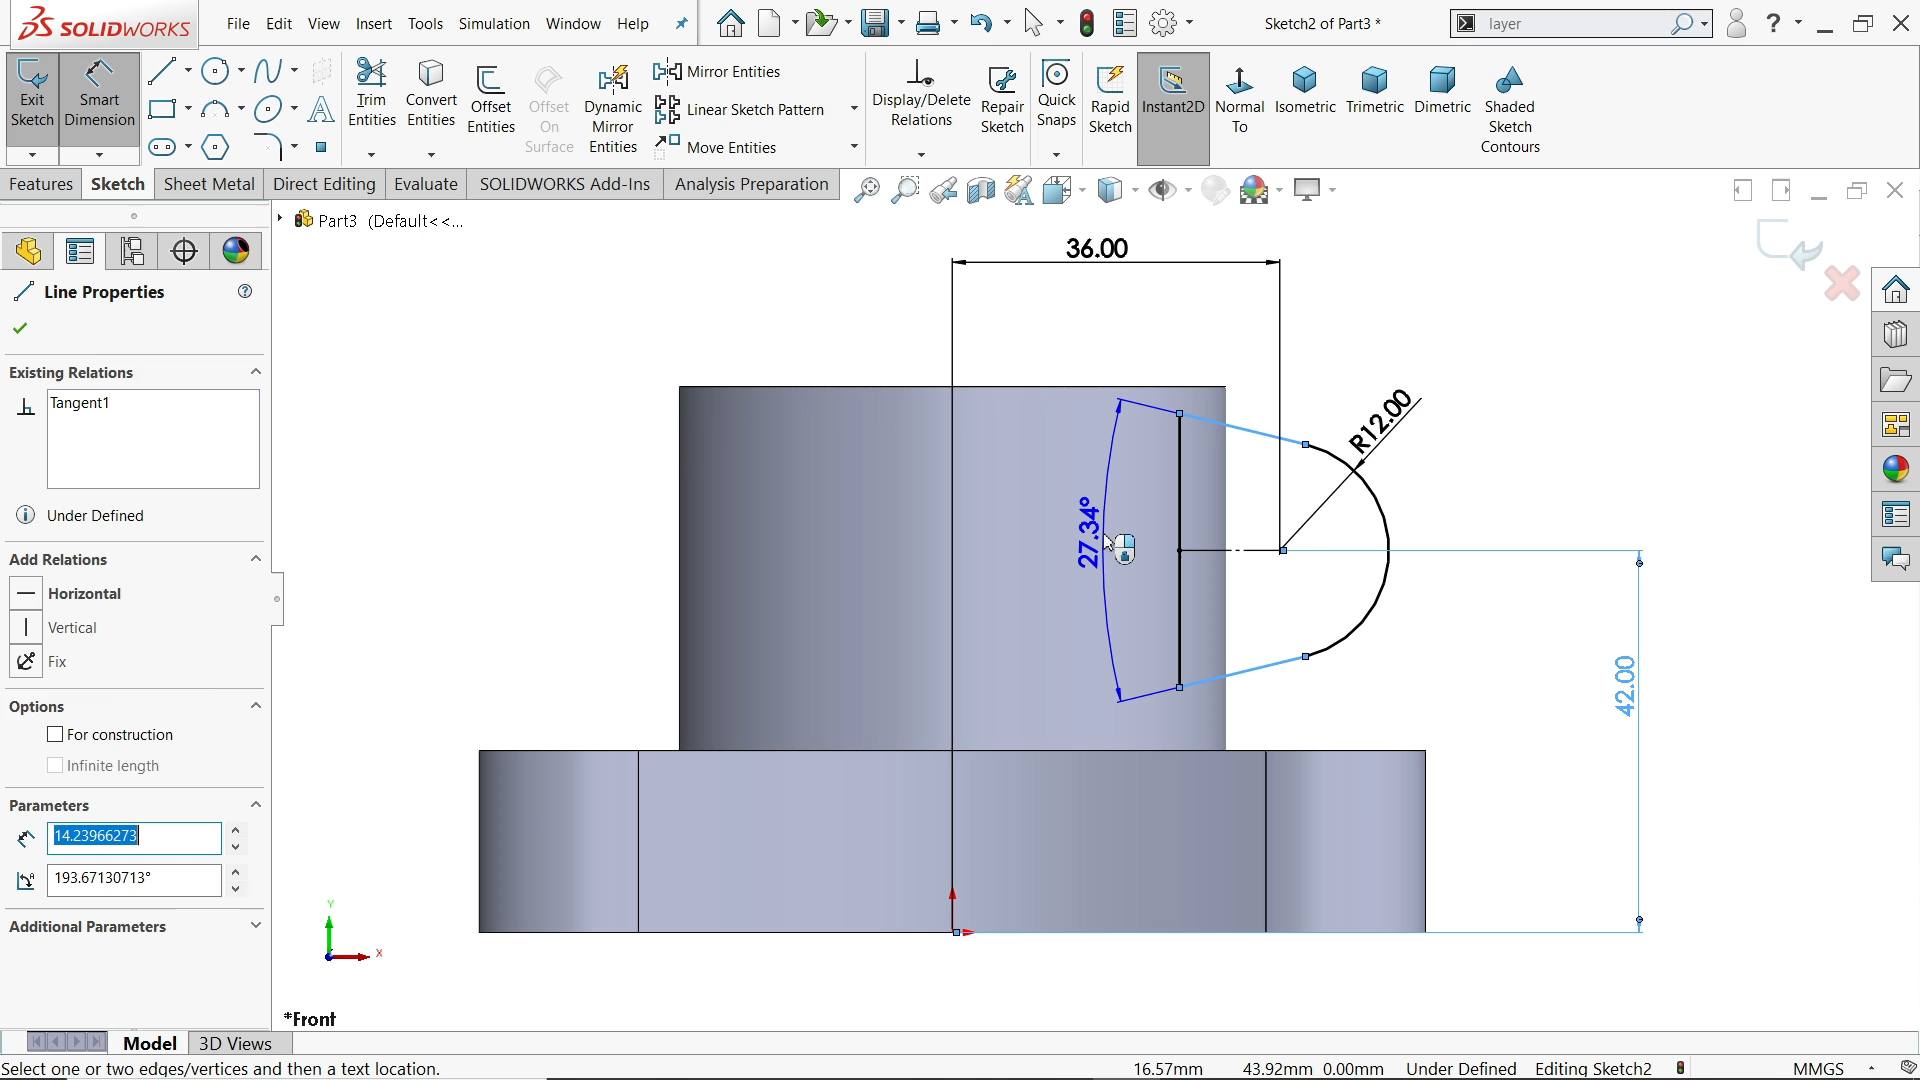 SOLIDWORKS
File Edit View Insert Tools Simulation Window Help
Sketch2 of Part3 *
layer
?
Exit Sketch
Smart Dimension
Trim Entities
Convert Entities
Offset Entities
Offset On Surface
Dynamic Mirror Entities
Mirror Entities
Linear Sketch Pattern
Move Entities
Display/Delete Relations
Repair Sketch
Quick Snaps
Rapid Sketch
Instant2D
Normal To
Isometric
Trimetric
Dimetric
Shaded Sketch Contours
Features Sketch Sheet Metal Direct Editing Evaluate SOLIDWORKS Add-Ins Analysis Preparation
Part3 (Default<<...
Line Properties
Existing Relations
Tangent1
Under Defined
Add Relations
Horizontal
Vertical
Fix
Options
For construction
Infinite length
Parameters
14.23966273
193.67130713°
Additional Parameters
36.00
R12.00
27.34°
42.00
Y
X
*Front
Model 3D Views
Select one or two edges/vertices and then a text location.
16.57mm 43.92mm 0.00mm Under Defined Editing Sketch2 MMGS